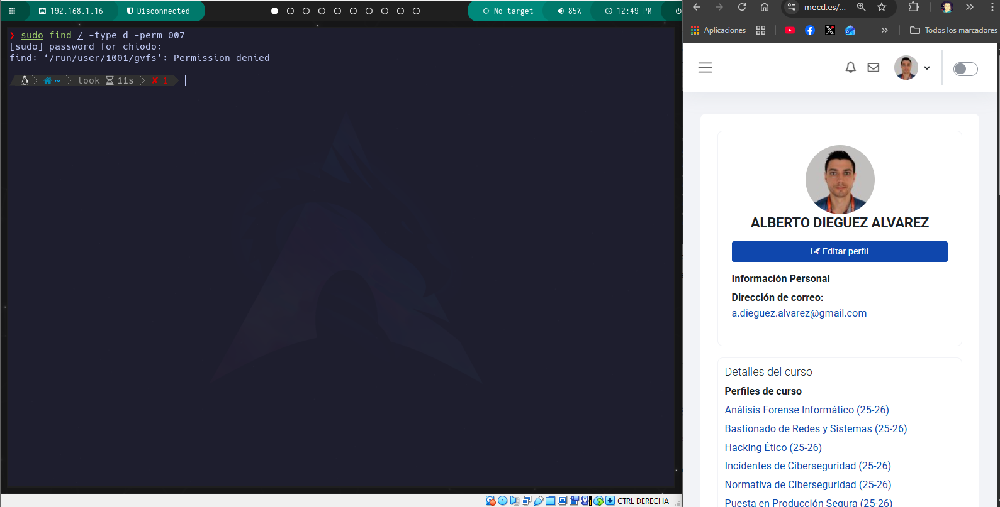 192.168.1.16 Disconnected No target 85% 12:49 PM
❯ sudo find / -type d -perm 007
[sudo] password for chiodo:
find: ‘/run/user/1001/gvfs’: Permission denied
~ took 11s ✘ 1
CTRL DERECHA
mecd.es/...
Aplicaciones
Todos los marcadores
ALBERTO DIEGUEZ ALVAREZ
Editar perfil
Información Personal
Dirección de correo:
a.dieguez.alvarez@gmail.com
Detalles del curso
Perfiles de curso
Análisis Forense Informático (25-26)
Bastionado de Redes y Sistemas (25-26)
Hacking Ético (25-26)
Incidentes de Ciberseguridad (25-26)
Normativa de Ciberseguridad (25-26)
Puesta en Producción Segura (25-26)